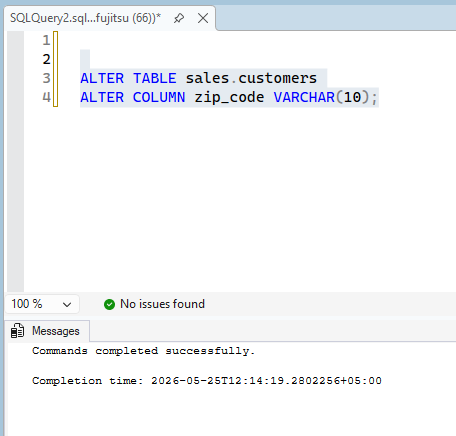 SQLQuery2.sql...fujitsu (66))*
1
2
3 ALTER TABLE sales.customers
4 ALTER COLUMN zip_code VARCHAR(10);
100 %
No issues found
Messages
Commands completed successfully.
Completion time: 2026-05-25T12:14:19.2802256+05:00